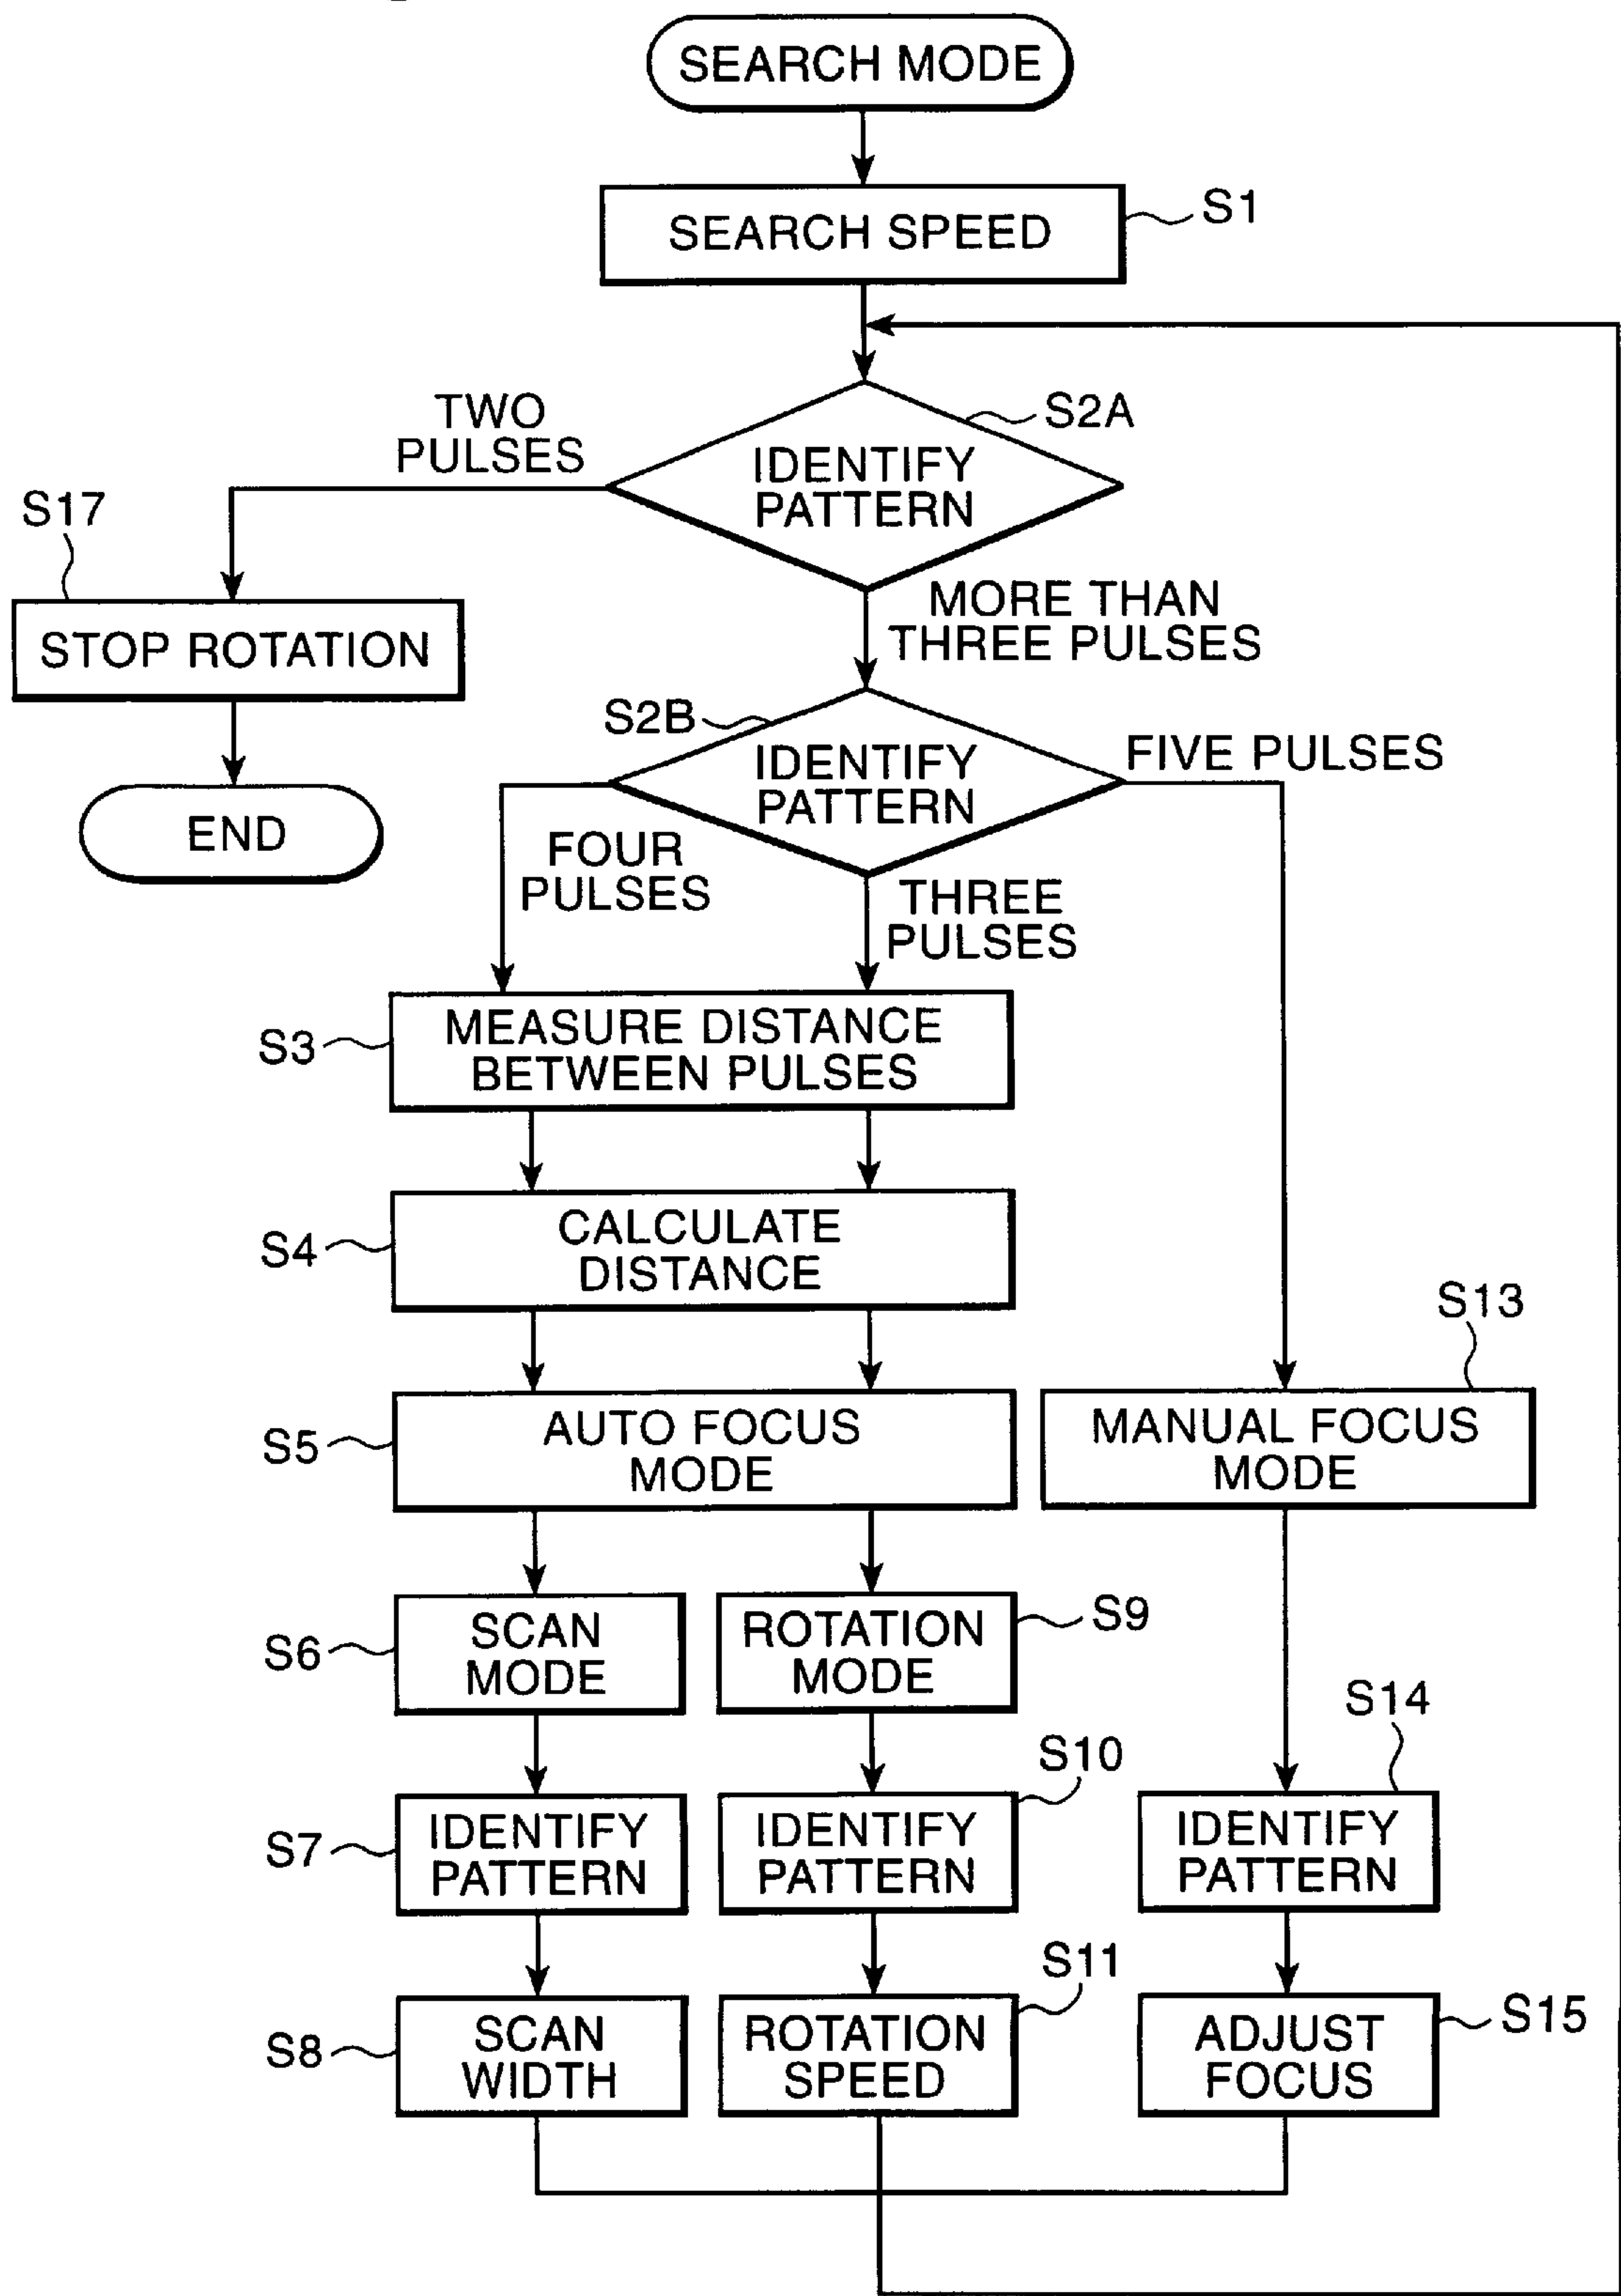 SEARCH MODE
SEARCH SPEED
S1
S2A
TWO
PULSES
IDENTIFY
PATTERN
S17
STOP ROTATION
MORE THAN
THREE PULSES
END
S2B
IDENTIFY
PATTERN
FIVE PULSES
FOUR
PULSES
THREE
PULSES
S3
MEASURE DISTANCE
BETWEEN PULSES
S4
CALCULATE
DISTANCE
S13
S5
AUTO FOCUS
MODE
MANUAL FOCUS
MODE
S6
SCAN
MODE
ROTATION
MODE
S9
S14
S10
S7
IDENTIFY
PATTERN
IDENTIFY
PATTERN
IDENTIFY
PATTERN
S11
S8
SCAN
WIDTH
ROTATION
SPEED
ADJUST
FOCUS
S15